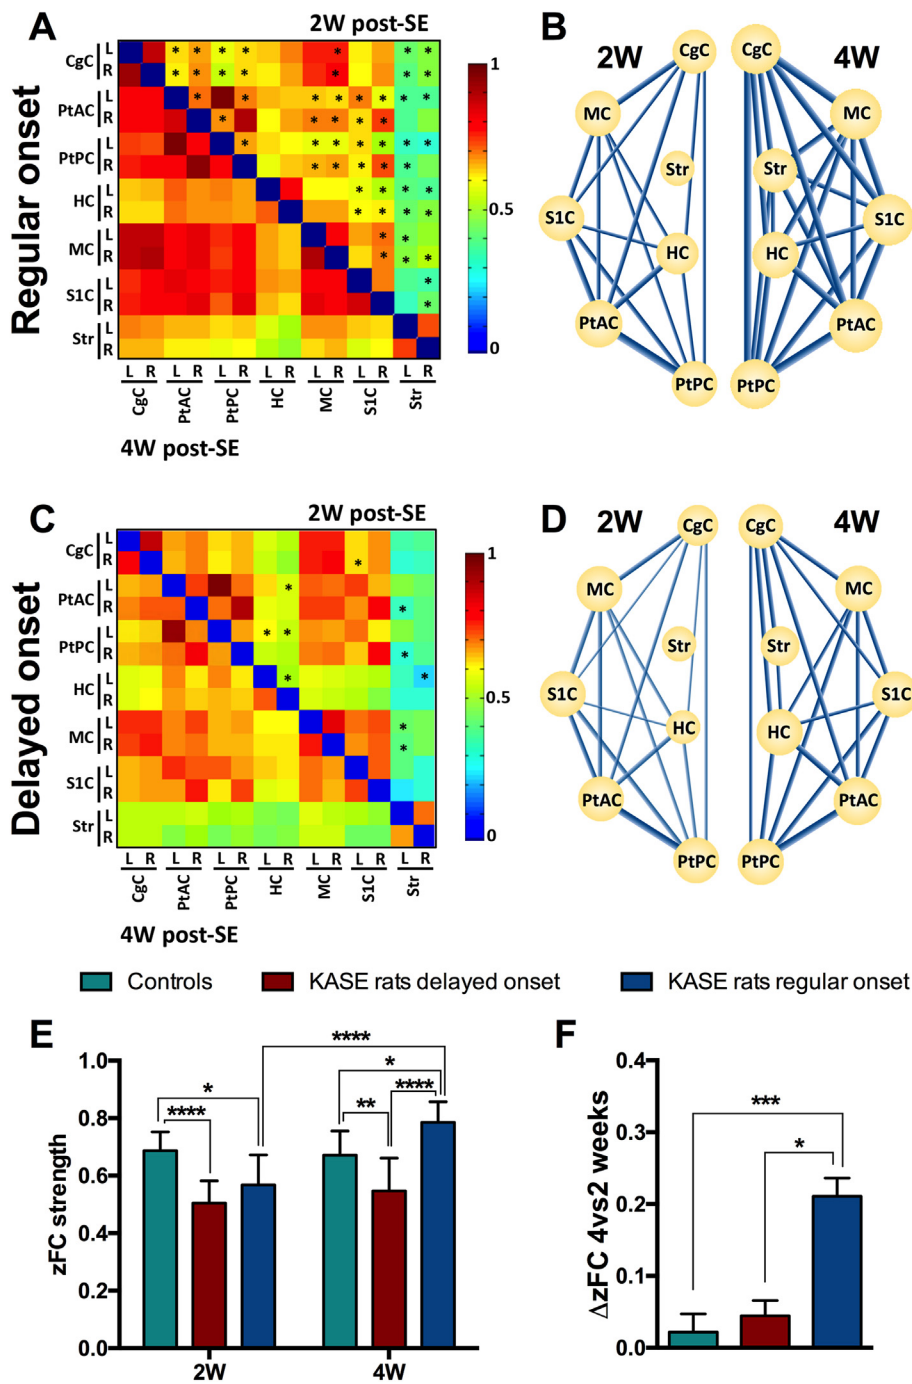 A
2W post-SE
B
2W
4W
Regular onset
CgC
L
R
PtAC
L
R
PtPC
L
R
HC
L
R
MC
L
R
S1C
L
R
Str
L
R
* * * * * * *
* * * * * * *
* * * * * * * *
* * * * *
* * * * * * *
* * * * *
* * * *
* * * *
* *
* * *
*
*
1
0.5
0
L R L R L R L R L R L R L R
CgC PtAC PtPC HC MC S1C Str
4W post-SE
CgC
MC
Str
S1C
HC
PtAC
PtPC
CgC
MC
Str
S1C
HC
PtAC
PtPC
C
2W post-SE
D
2W
4W
Delayed onset
CgC
L
R
PtAC
L
R
PtPC
L
R
HC
L
R
MC
L
R
S1C
L
R
Str
L
R
*
*
*
* *
*
* *
*
*
1
0.5
0
L R L R L R L R L R L R L R
CgC PtAC PtPC HC MC S1C Str
4W post-SE
CgC
MC
Str
S1C
HC
PtAC
PtPC
CgC
MC
Str
S1C
HC
PtAC
PtPC
Controls KASE rats delayed onset KASE rats regular onset
E
zFC strength
1.0
0.8
0.6
0.4
0.2
0.0
****
*
****
*
****
**
2W 4W
F
ΔzFC 4vs2 weeks
0.4
0.3
0.2
0.1
0.0
***
*